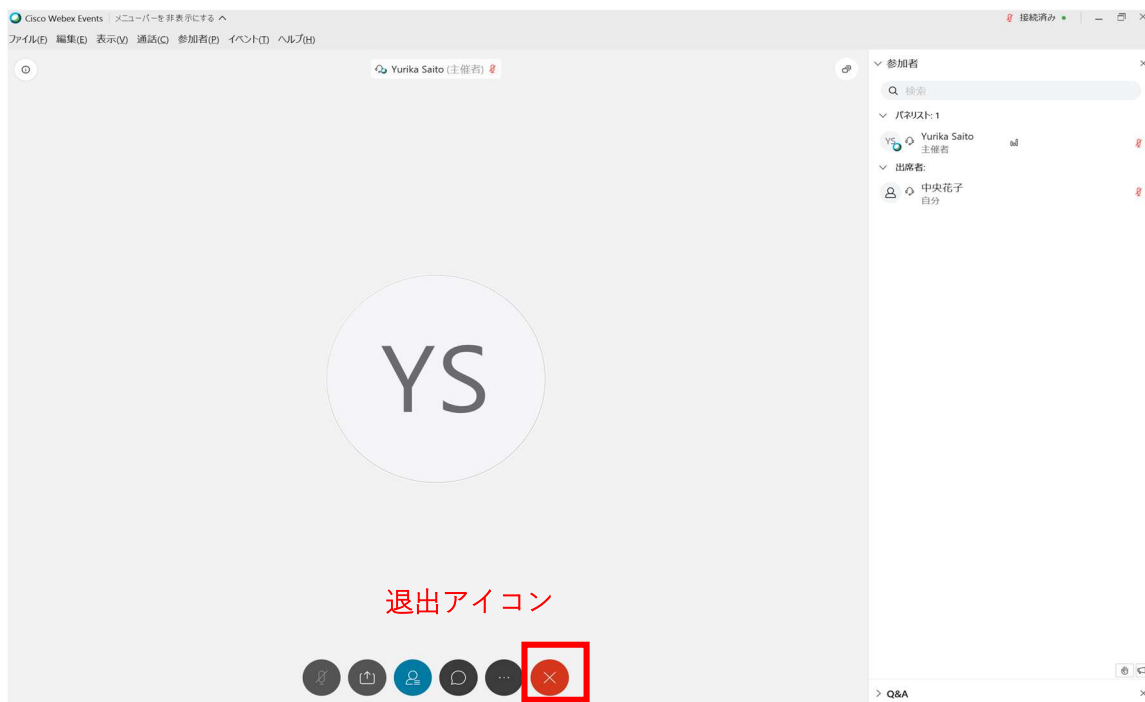 Cisco Webex Events メニューバーを非表示にする 接続済み
ファイル(F) 編集(E) 表示(V) 通話(C) 参加者(P) イベント(T) ヘルプ(H)
Yurika Saito (主催者)
参加者
検索
パネリスト: 1
YS Yurika Saito
主催者
出席者:
中央花子
自分
YS
退出アイコン
Q&A